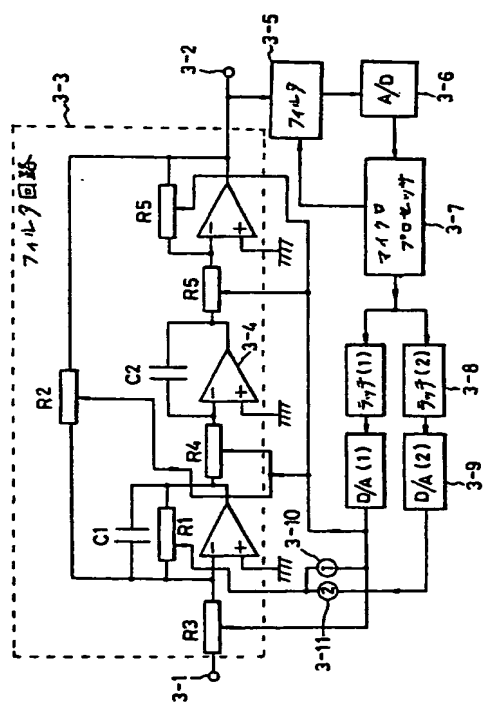 フィルタ回路
3-3
R2
C1
R1
C2
R5
3-2
R3
R4
R5
3-1
3-4
3-5
フィルタ
3-10
①
②
3-11
D/A(1)
ラッチ(1)
マイクロ
プロセッサ
A/D
3-6
D/A(2)
ラッチ(2)
3-7
3-9
3-8